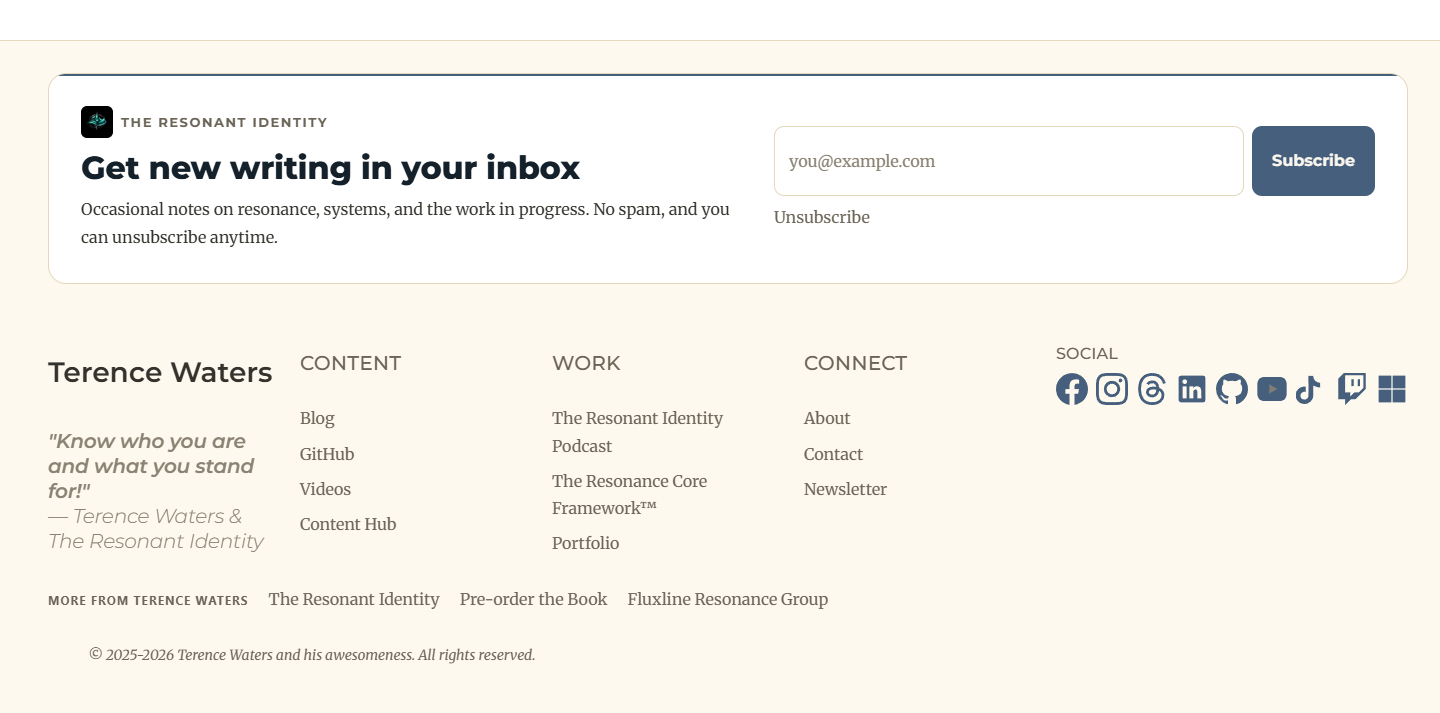 THE RESONANT IDENTITY
Get new writing in your inbox
Occasional notes on resonance, systems, and the work in progress. No spam, and you
can unsubscribe anytime.
you@example.com
Subscribe
Unsubscribe
Terence Waters
"Know who you are
and what you stand
for!"
— Terence Waters &
The Resonant Identity
CONTENT
Blog
GitHub
Videos
Content Hub
WORK
The Resonant Identity
Podcast
The Resonance Core
Framework™
Portfolio
CONNECT
About
Contact
Newsletter
SOCIAL
MORE FROM TERENCE WATERS The Resonant Identity Pre-order the Book Fluxline Resonance Group
© 2025-2026 Terence Waters and his awesomeness. All rights reserved.